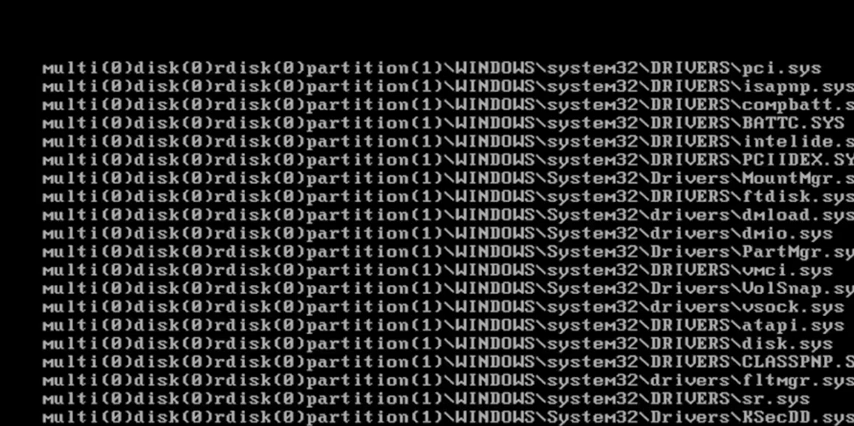 multi(0)disk(0)rdisk(0)partition(1)\WINDOWS\system32\DRIVERS\pci.sys
multi(0)disk(0)rdisk(0)partition(1)\WINDOWS\system32\DRIVERS\isapnp.sys
multi(0)disk(0)rdisk(0)partition(1)\WINDOWS\system32\DRIVERS\compbatt.s
multi(0)disk(0)rdisk(0)partition(1)\WINDOWS\system32\DRIVERS\BATTC.SYS
multi(0)disk(0)rdisk(0)partition(1)\WINDOWS\system32\DRIVERS\intelide.s
multi(0)disk(0)rdisk(0)partition(1)\WINDOWS\system32\DRIVERS\PCIIDEX.SY
multi(0)disk(0)rdisk(0)partition(1)\WINDOWS\System32\Drivers\MountMgr.s
multi(0)disk(0)rdisk(0)partition(1)\WINDOWS\system32\DRIVERS\ftdisk.sys
multi(0)disk(0)rdisk(0)partition(1)\WINDOWS\System32\drivers\dmload.sys
multi(0)disk(0)rdisk(0)partition(1)\WINDOWS\System32\drivers\dmio.sys
multi(0)disk(0)rdisk(0)partition(1)\WINDOWS\System32\Drivers\PartMgr.sy
multi(0)disk(0)rdisk(0)partition(1)\WINDOWS\system32\DRIVERS\vmci.sys
multi(0)disk(0)rdisk(0)partition(1)\WINDOWS\System32\Drivers\VolSnap.sy
multi(0)disk(0)rdisk(0)partition(1)\WINDOWS\system32\drivers\vsock.sys
multi(0)disk(0)rdisk(0)partition(1)\WINDOWS\system32\DRIVERS\atapi.sys
multi(0)disk(0)rdisk(0)partition(1)\WINDOWS\system32\DRIVERS\disk.sys
multi(0)disk(0)rdisk(0)partition(1)\WINDOWS\system32\DRIVERS\CLASSPNP.S
multi(0)disk(0)rdisk(0)partition(1)\WINDOWS\system32\drivers\fltmgr.sys
multi(0)disk(0)rdisk(0)partition(1)\WINDOWS\system32\DRIVERS\sr.sys
multi(0)disk(0)rdisk(0)partition(1)\WINDOWS\System32\Drivers\KSecDD.sys